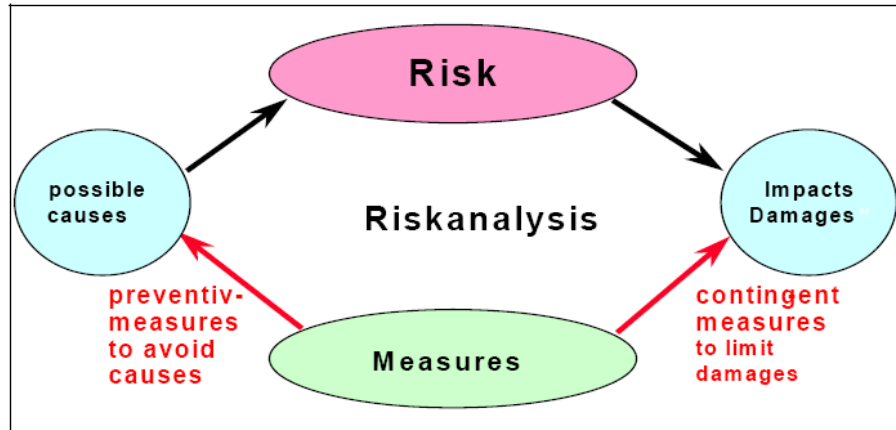 Risk
possible
causes
Impacts
Damages
Riskanalysis
preventiv-
measures
to avoid
causes
contingent
measures
to limit
damages
Measures